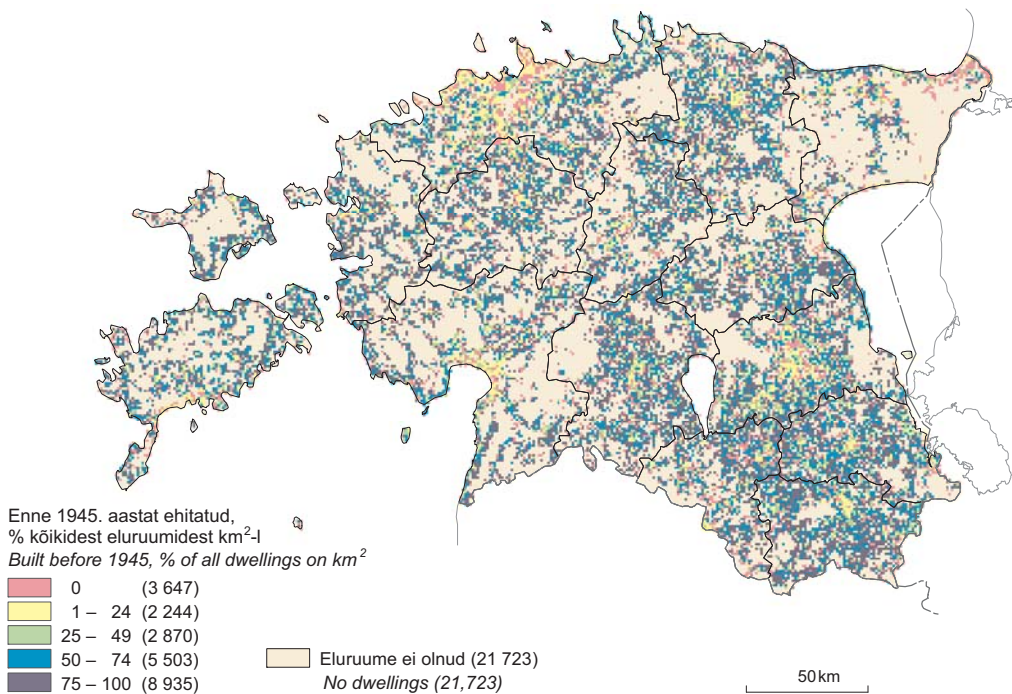 Enne 1945. aastat ehitatud,
% kõikidest eluruumidest km²-l
Built before 1945, % of all dwellings on km²
0 (3 647)
1 – 24 (2 244)
25 – 49 (2 870)
50 – 74 (5 503)
75 – 100 (8 935)
Eluruume ei olnud (21 723)
No dwellings (21,723)
50 km